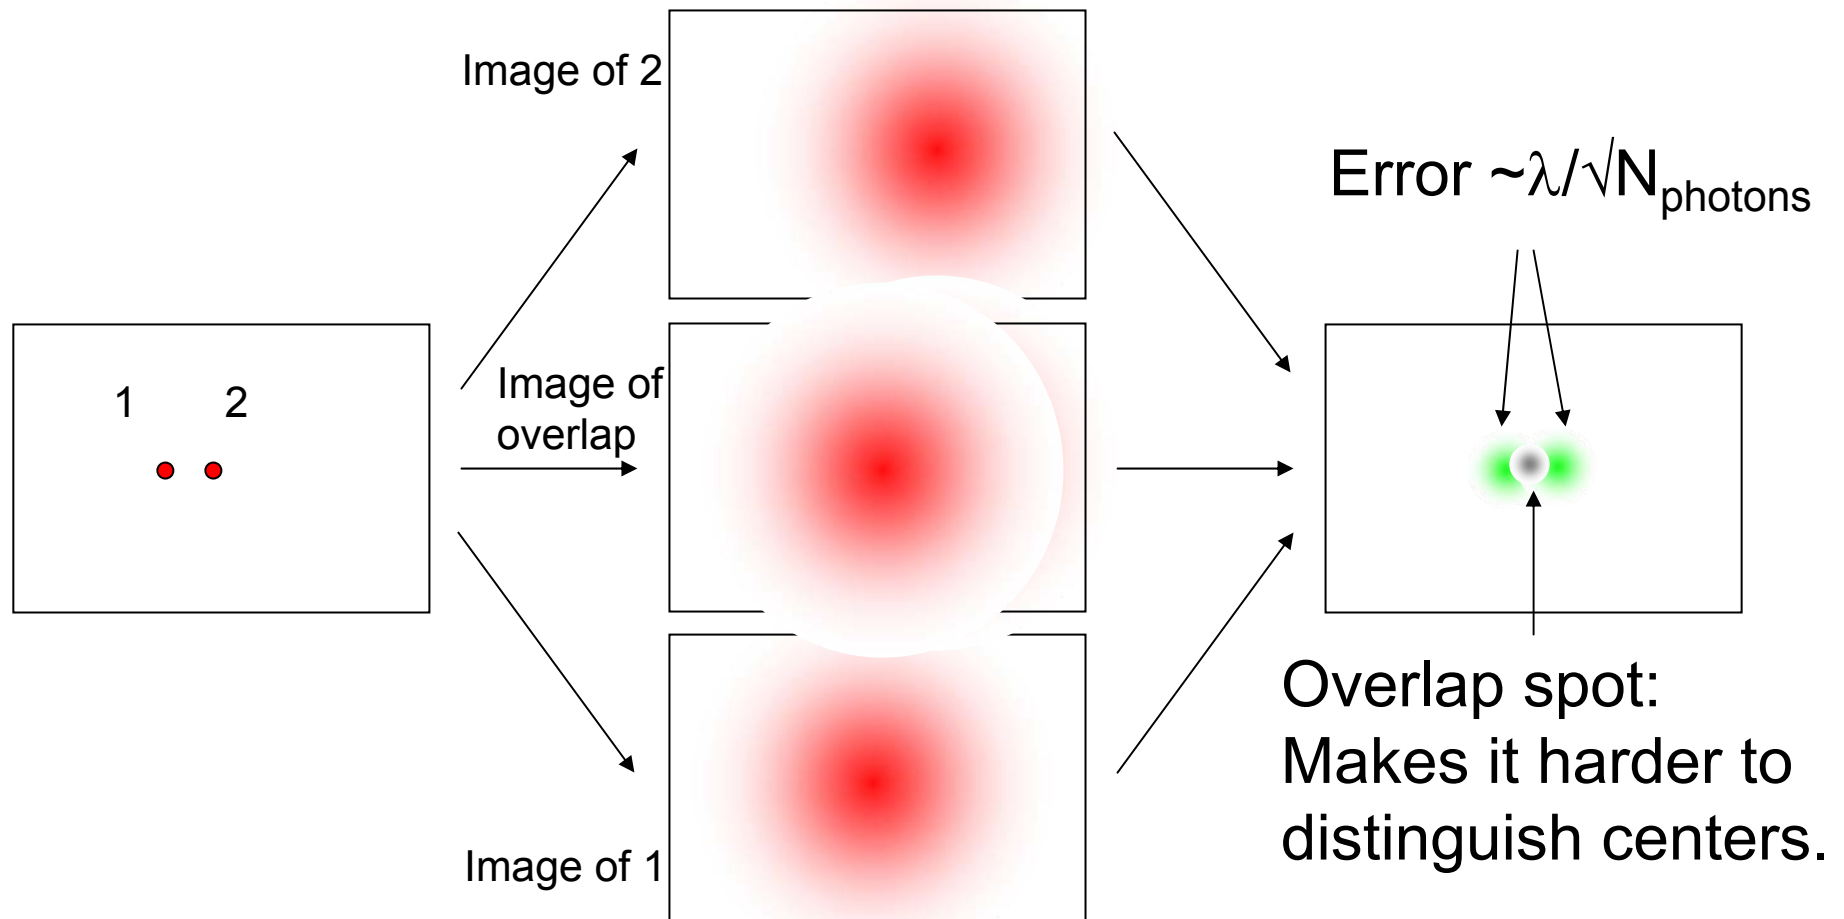 Image of 2
Error ~λ/√Nphotons
1 2
Image of
overlap
Overlap spot:
Makes it harder to
distinguish centers.
Image of 1